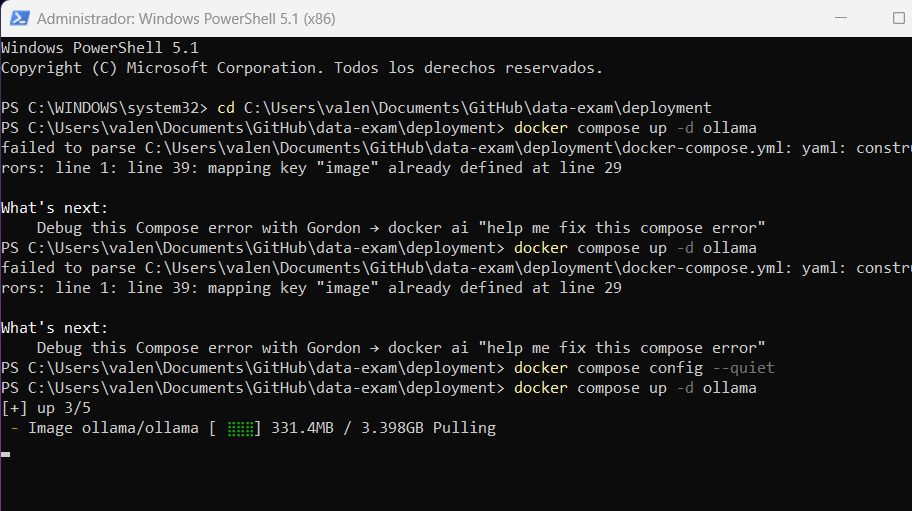 Administrador: Windows PowerShell 5.1 (x86)
Windows PowerShell 5.1
Copyright (C) Microsoft Corporation. Todos los derechos reservados.
PS C:\WINDOWS\system32> cd C:\Users\valen\Documents\GitHub\data-exam\deployment
PS C:\Users\valen\Documents\GitHub\data-exam\deployment> docker compose up -d ollama
failed to parse C:\Users\valen\Documents\GitHub\data-exam\deployment\docker-compose.yml: yaml: constru
rors: line 1: line 39: mapping key "image" already defined at line 29
What's next:
    Debug this Compose error with Gordon → docker ai "help me fix this compose error"
PS C:\Users\valen\Documents\GitHub\data-exam\deployment> docker compose up -d ollama
failed to parse C:\Users\valen\Documents\GitHub\data-exam\deployment\docker-compose.yml: yaml: constru
rors: line 1: line 39: mapping key "image" already defined at line 29
What's next:
    Debug this Compose error with Gordon → docker ai "help me fix this compose error"
PS C:\Users\valen\Documents\GitHub\data-exam\deployment> docker compose config --quiet
PS C:\Users\valen\Documents\GitHub\data-exam\deployment> docker compose up -d ollama
[+] up 3/5
 - Image ollama/ollama [ ⣿⣿⣿] 331.4MB / 3.398GB Pulling